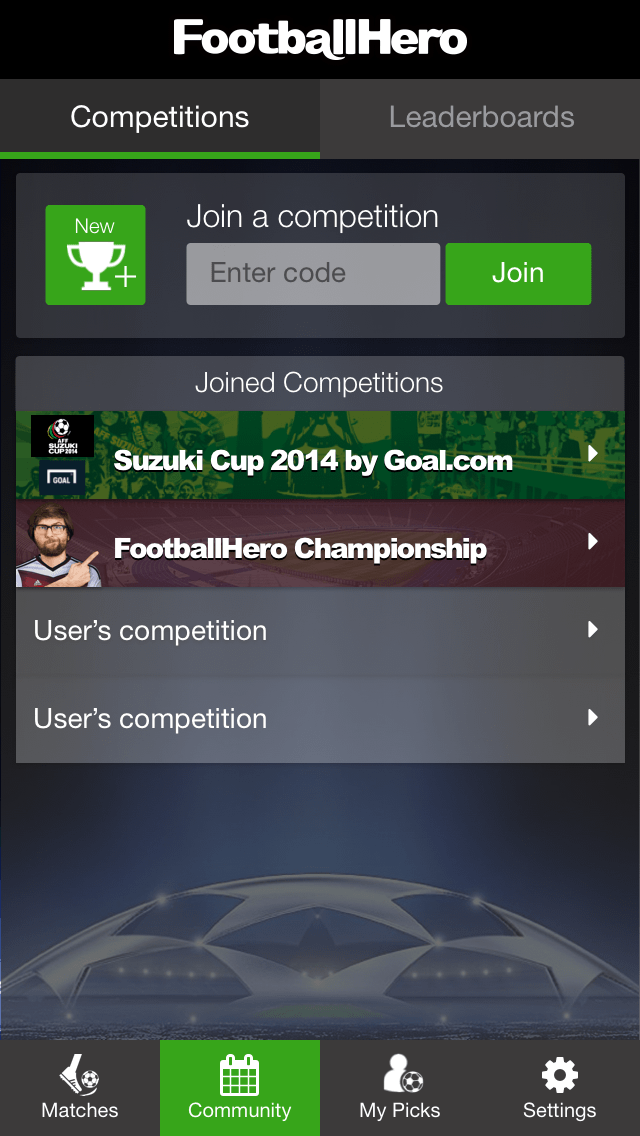 FootballHero
Competitions
Leaderboards
New
Join a competition
Enter code
Join
Joined Competitions
AFF
SUZUKI
CUP 2014
GOAL
Suzuki Cup 2014 by Goal.com
FootballHero Championship
User’s competition
User’s competition
Matches
Community
My Picks
Settings